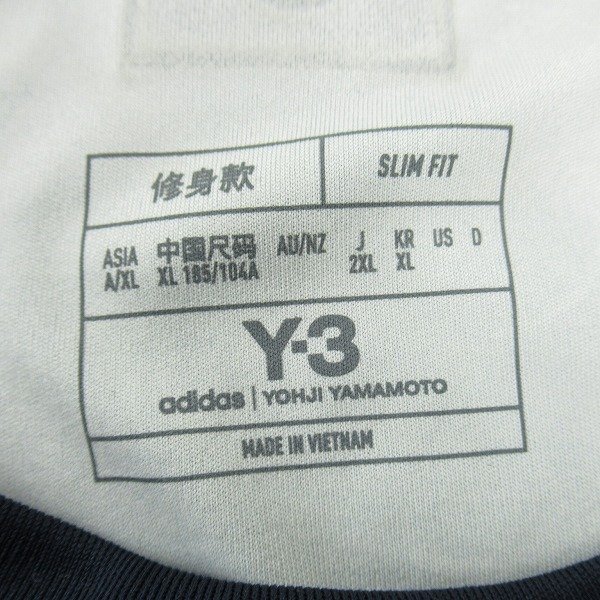 修身款 SLIM FIT
ASIA 中国尺码 AU/NZ J KR US D
A/XL XL 185/104A 2XL XL
Y-3
adidas | YOHJI YAMAMOTO
MADE IN VIETNAM